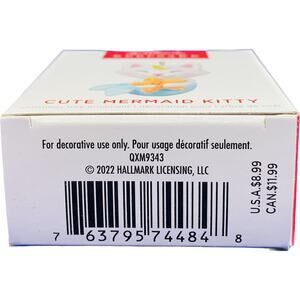 CUTE MERMAID KITTY
For decorative use only. Pour usage décoratif seulement.
QXM9343
© 2022 HALLMARK LICENSING, LLC
7 63795 74484 8
U.S.A.$8.99
CAN.$11.99